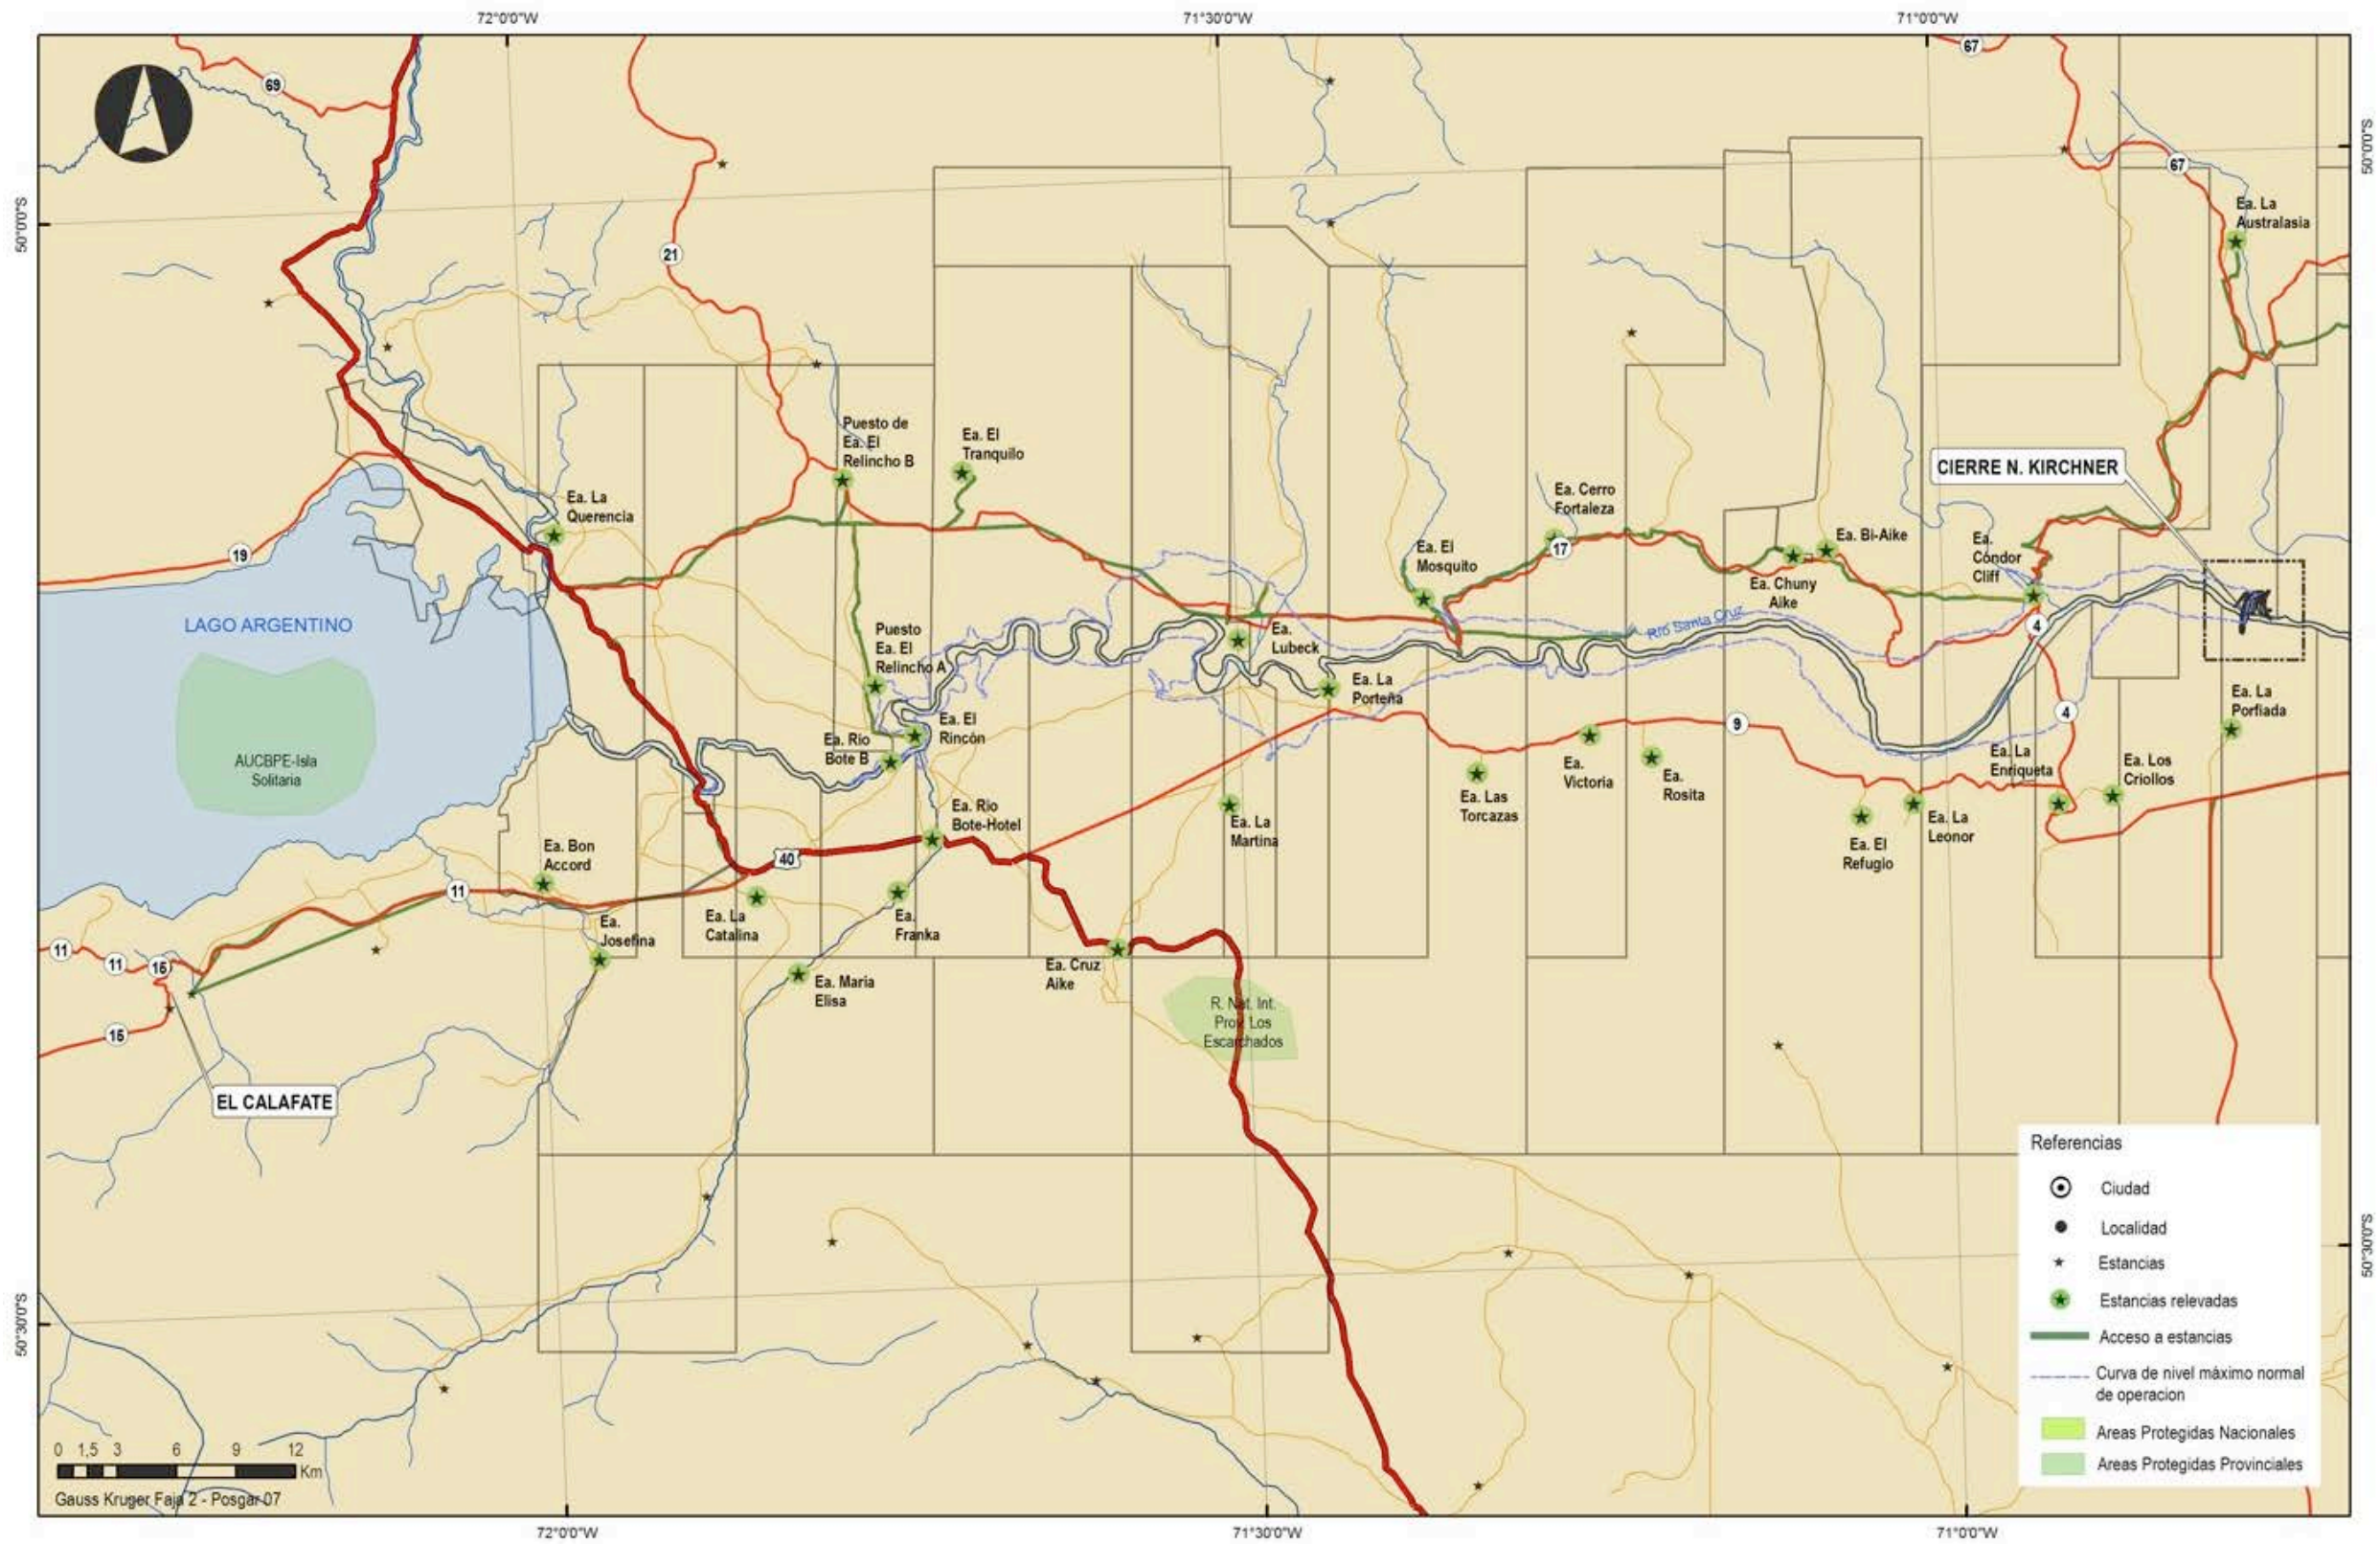 72°0'0"W
71°30'0"W
71°0'0"W
67
69
50°0'0"S
67
50°0'0"S
Ea. La
Australasia
21
Puesto de
Ea. El
Relincho B
Ea. El
Tranquilo
CIERRE N. KIRCHNER
Ea. La
Querencia
Ea. Cerro
Fortaleza
17
Ea. El
Mosquito
Ea. Bi-Aike
Ea.
Cóndor
Cliff
Ea. Chuny
Aike
19
LAGO ARGENTINO
Río Santa Cruz
4
Puesto
Ea. El
Relincho A
Ea.
Lubeck
Ea. La
Porteña
Ea. La
Porfiada
4
9
Ea. El
Rincón
Ea. Rio
Bote B
AUCBPE-Isla
Solitaria
Ea.
Victoria
Ea.
Rosita
Ea. La
Enriqueta
Ea. Los
Criollos
Ea. Las
Torcazas
Ea. Rio
Bote-Hotel
Ea. La
Martina
Ea. La
Leonor
Ea. El
Refugio
Ea. Bon
Accord
40
11
Ea. La
Catalina
Ea.
Franka
Ea.
Josefina
11
11
15
Ea. Cruz
Aike
Ea. Maria
Elisa
R. Nat. Int.
Prov. Los
Escarchados
15
EL CALAFATE
Referencias
Ciudad
Localidad
Estancias
Estancias relevadas
Acceso a estancias
Curva de nivel máximo normal
de operacion
Areas Protegidas Nacionales
Areas Protegidas Provinciales
50°30'0"S
50°30'0"S
0 1,5 3 6 9 12
Km
Gauss Kruger Faja 2 - Posgar 07
72°0'0"W
71°30'0"W
71°0'0"W